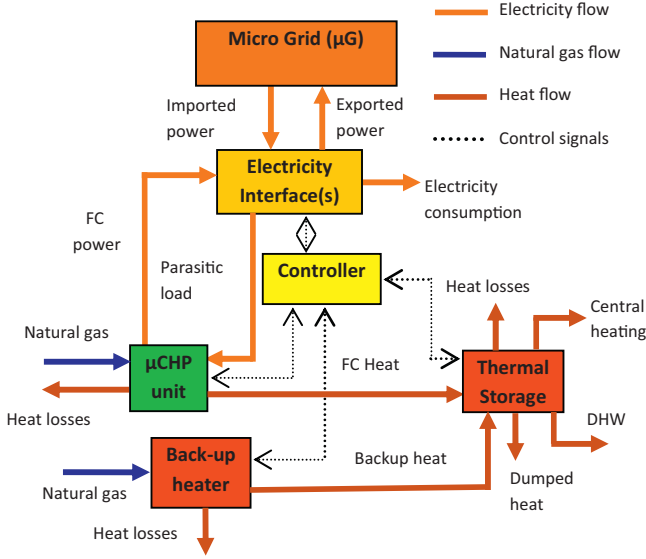 Electricity flow
Micro Grid (µG)
Natural gas flow
Heat flow
Imported
power
Exported
power
Control signals
Electricity
Interface(s)
Electricity
consumption
FC
power
Parasitic
load
Controller
Heat losses
Central
heating
Natural gas
µCHP
unit
FC Heat
Thermal
Storage
Heat losses
DHW
Back-up
heater
Backup heat
Dumped
heat
Natural gas
Heat losses